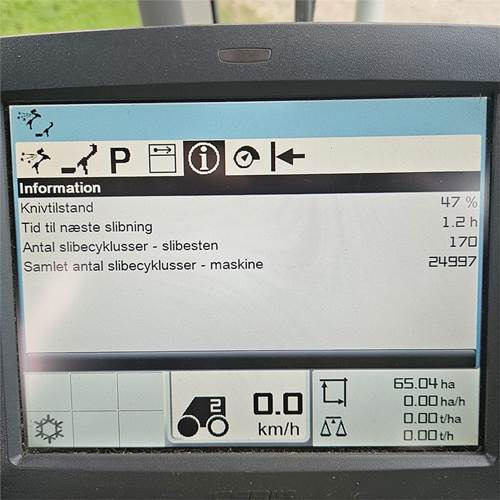 P
Information
Knivtilstand 47 %
Tid til næste slibning 1.2 h
Antal slibecyklusser - slibesten 170
Samlet antal slibecyklusser - maskine 24997
2 0.0 km/h
65.04 ha
0.00 ha/h
0.00 t/ha
0.00 t/h